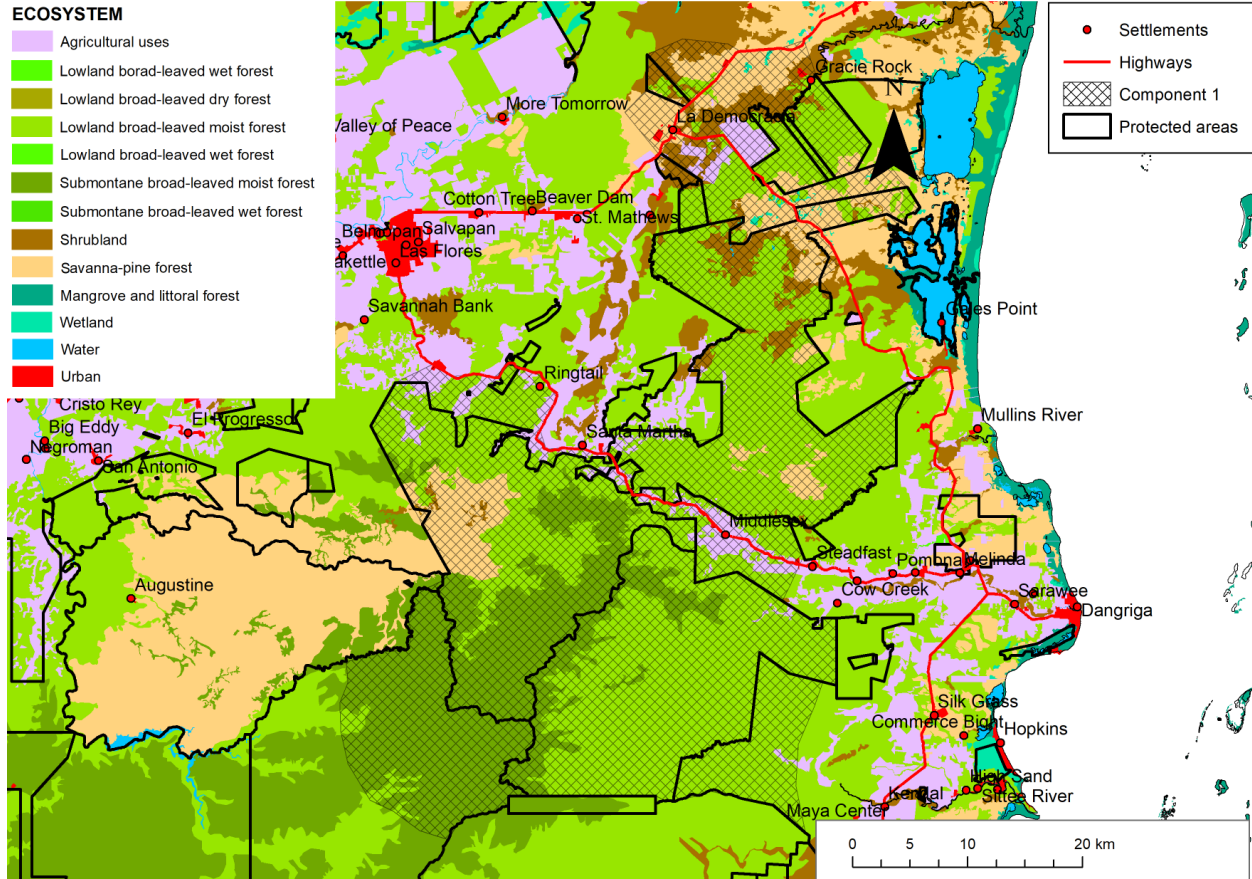 ECOSYSTEM
Agricultural uses
Lowland borad-leaved wet forest
Lowland broad-leaved dry forest
Lowland broad-leaved moist forest
Lowland broad-leaved wet forest
Submontane broad-leaved moist forest
Submontane broad-leaved wet forest
Shrubland
Savanna-pine forest
Mangrove and littoral forest
Wetland
Water
Urban
Settlements
Highways
Component 1
Protected areas
Gracie Rock
N
More Tomorrow
La Democracia
Valley of Peace
Cotton Tree
Beaver Dam
St. Mathews
Belmopan
Salvapan
Las Flores
akettle
Savannah Bank
Gales Point
Ringtail
Cristo Rey
El Progressor
Mullins River
Big Eddy
Negroman
Santa Martha
San Antonio
Middlesex
Steadfast
Pomona
Melinda
Augustine
Cow Creek
Sarawee
Dangriga
Silk Grass
Commerce Bight
Hopkins
High Sand
Kendal
Sittee River
Maya Center
0 5 10 20 km